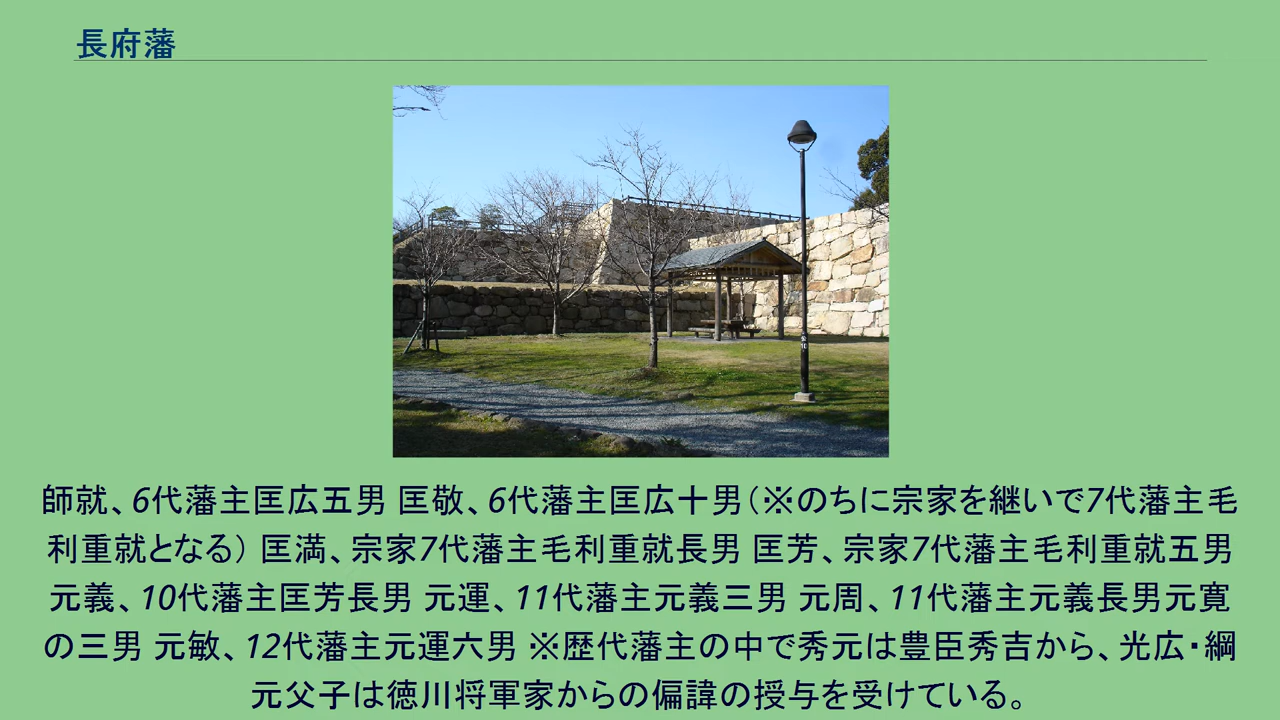 長府藩
師就、6代藩主匡広五男 匡敬、6代藩主匡広十男（※のちに宗家を継いで7代藩主毛
利重就となる） 匡満、宗家7代藩主毛利重就長男 匡芳、宗家7代藩主毛利重就五男
元義、10代藩主匡芳長男 元運、11代藩主元義三男 元周、11代藩主元義長男元寛
の三男 元敏、12代藩主元運六男 ※歴代藩主の中で秀元は豊臣秀吉から、光広・綱
元父子は徳川将軍家からの偏諱の授与を受けている。